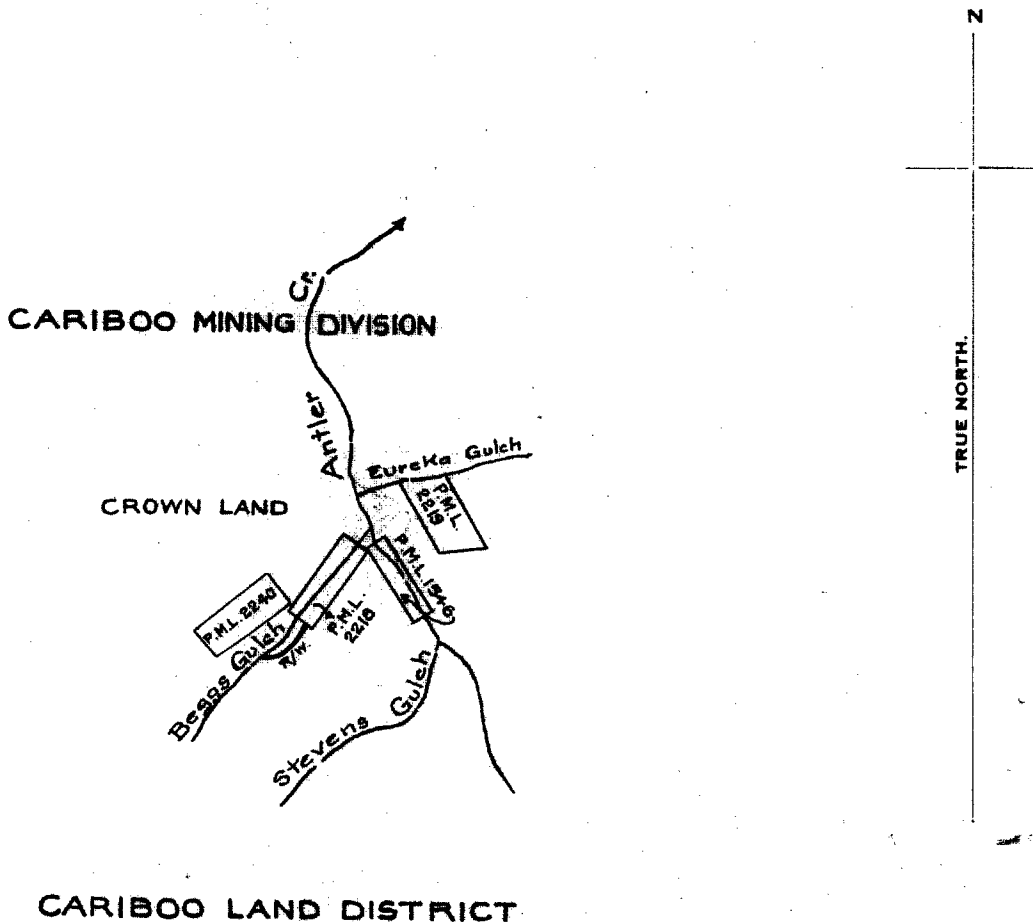 N
TRUE NORTH.
CARIBOO MINING DIVISION
Antler Cr.
Eureka Gulch
P.M.L.
2219
CROWN LAND
P.M.L. 1546
P.M.L. 2240
P.M.L.
2218
R/W.
Beggs Gulch
Stevens Gulch
CARIBOO LAND DISTRICT